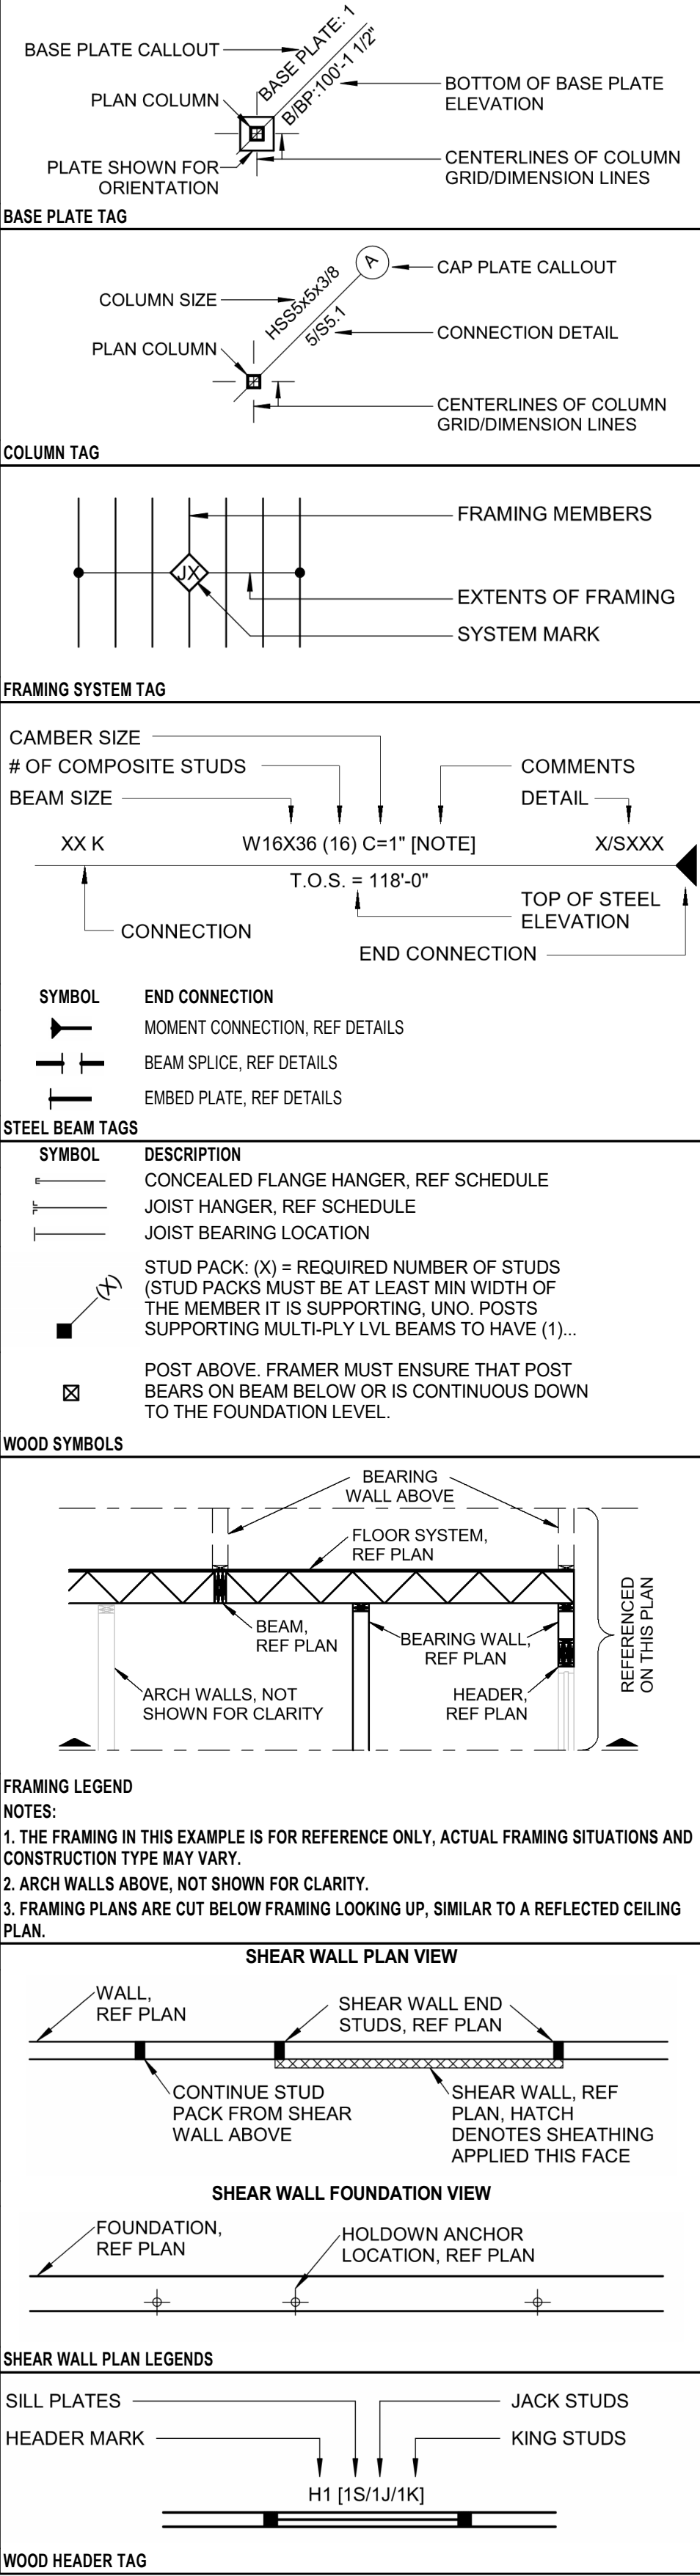 BASE PLATE CALLOUT
BASE PLATE: 1
B/BP:100'-1 1/2"
PLAN COLUMN
BOTTOM OF BASE PLATE
ELEVATION
PLATE SHOWN FOR
ORIENTATION
CENTERLINES OF COLUMN
GRID/DIMENSION LINES
BASE PLATE TAG
A
CAP PLATE CALLOUT
COLUMN SIZE
HSS5x5x3/8
5/S5.1
CONNECTION DETAIL
PLAN COLUMN
CENTERLINES OF COLUMN
GRID/DIMENSION LINES
COLUMN TAG
FRAMING MEMBERS
JX
EXTENTS OF FRAMING
SYSTEM MARK
FRAMING SYSTEM TAG
CAMBER SIZE
# OF COMPOSITE STUDS
COMMENTS
BEAM SIZE
DETAIL
XX K
W16X36 (16) C=1" [NOTE]
X/SXXX
T.O.S. = 118'-0"
TOP OF STEEL
ELEVATION
CONNECTION
END CONNECTION
SYMBOL END CONNECTION
MOMENT CONNECTION, REF DETAILS
BEAM SPLICE, REF DETAILS
EMBED PLATE, REF DETAILS
STEEL BEAM TAGS
SYMBOL DESCRIPTION
CONCEALED FLANGE HANGER, REF SCHEDULE
JOIST HANGER, REF SCHEDULE
JOIST BEARING LOCATION
(X)
STUD PACK: (X) = REQUIRED NUMBER OF STUDS
(STUD PACKS MUST BE AT LEAST MIN WIDTH OF
THE MEMBER IT IS SUPPORTING, UNO. POSTS
SUPPORTING MULTI-PLY LVL BEAMS TO HAVE (1)...
POST ABOVE. FRAMER MUST ENSURE THAT POST
BEARS ON BEAM BELOW OR IS CONTINUOUS DOWN
TO THE FOUNDATION LEVEL.
WOOD SYMBOLS
BEARING
WALL ABOVE
FLOOR SYSTEM,
REF PLAN
BEAM,
REF PLAN
BEARING WALL,
REF PLAN
REFERENCED
ON THIS PLAN
ARCH WALLS, NOT
SHOWN FOR CLARITY
HEADER,
REF PLAN
FRAMING LEGEND
NOTES:
1. THE FRAMING IN THIS EXAMPLE IS FOR REFERENCE ONLY, ACTUAL FRAMING SITUATIONS AND
CONSTRUCTION TYPE MAY VARY.
2. ARCH WALLS ABOVE, NOT SHOWN FOR CLARITY.
3. FRAMING PLANS ARE CUT BELOW FRAMING LOOKING UP, SIMILAR TO A REFLECTED CEILING
PLAN.
SHEAR WALL PLAN VIEW
WALL,
REF PLAN
SHEAR WALL END
STUDS, REF PLAN
CONTINUE STUD
PACK FROM SHEAR
WALL ABOVE
SHEAR WALL, REF
PLAN, HATCH
DENOTES SHEATHING
APPLIED THIS FACE
SHEAR WALL FOUNDATION VIEW
FOUNDATION,
REF PLAN
HOLDOWN ANCHOR
LOCATION, REF PLAN
SHEAR WALL PLAN LEGENDS
SILL PLATES
JACK STUDS
HEADER MARK
KING STUDS
H1 [1S/1J/1K]
WOOD HEADER TAG